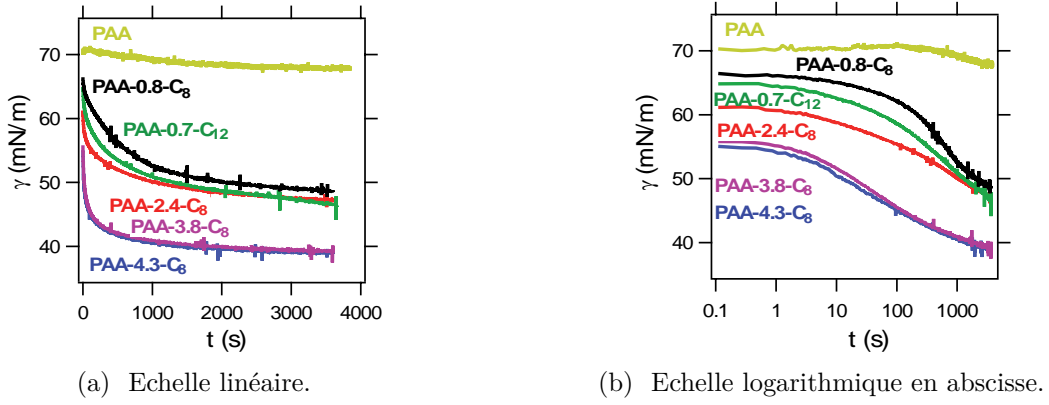 PAA
70
PAA-0.8-C8
60
PAA-0.7-C12
50
PAA-2.4-C8
PAA-3.8-C8
40
PAA-4.3-C8
γ (mN/m)
0 1000 2000 3000 4000
t (s)
(a) Echelle linéaire.
PAA
70
PAA-0.8-C8
60
PAA-0.7-C12
PAA-2.4-C8
50
PAA-3.8-C8
PAA-4.3-C8
40
γ (mN/m)
0.1 1 10 100 1000
t (s)
(b) Echelle logarithmique en abscisse.